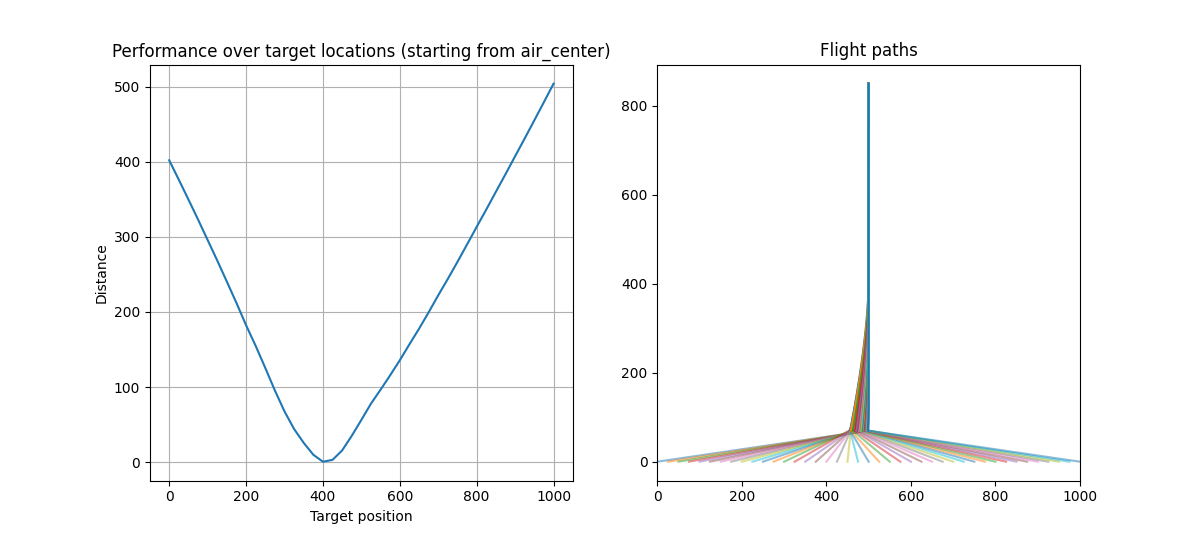 Performance over target locations (starting from air_center)
500
400
300
200
100
0
Distance
0 200 400 600 800 1000
Target position
Flight paths
800
600
400
200
0
0 200 400 600 800 1000